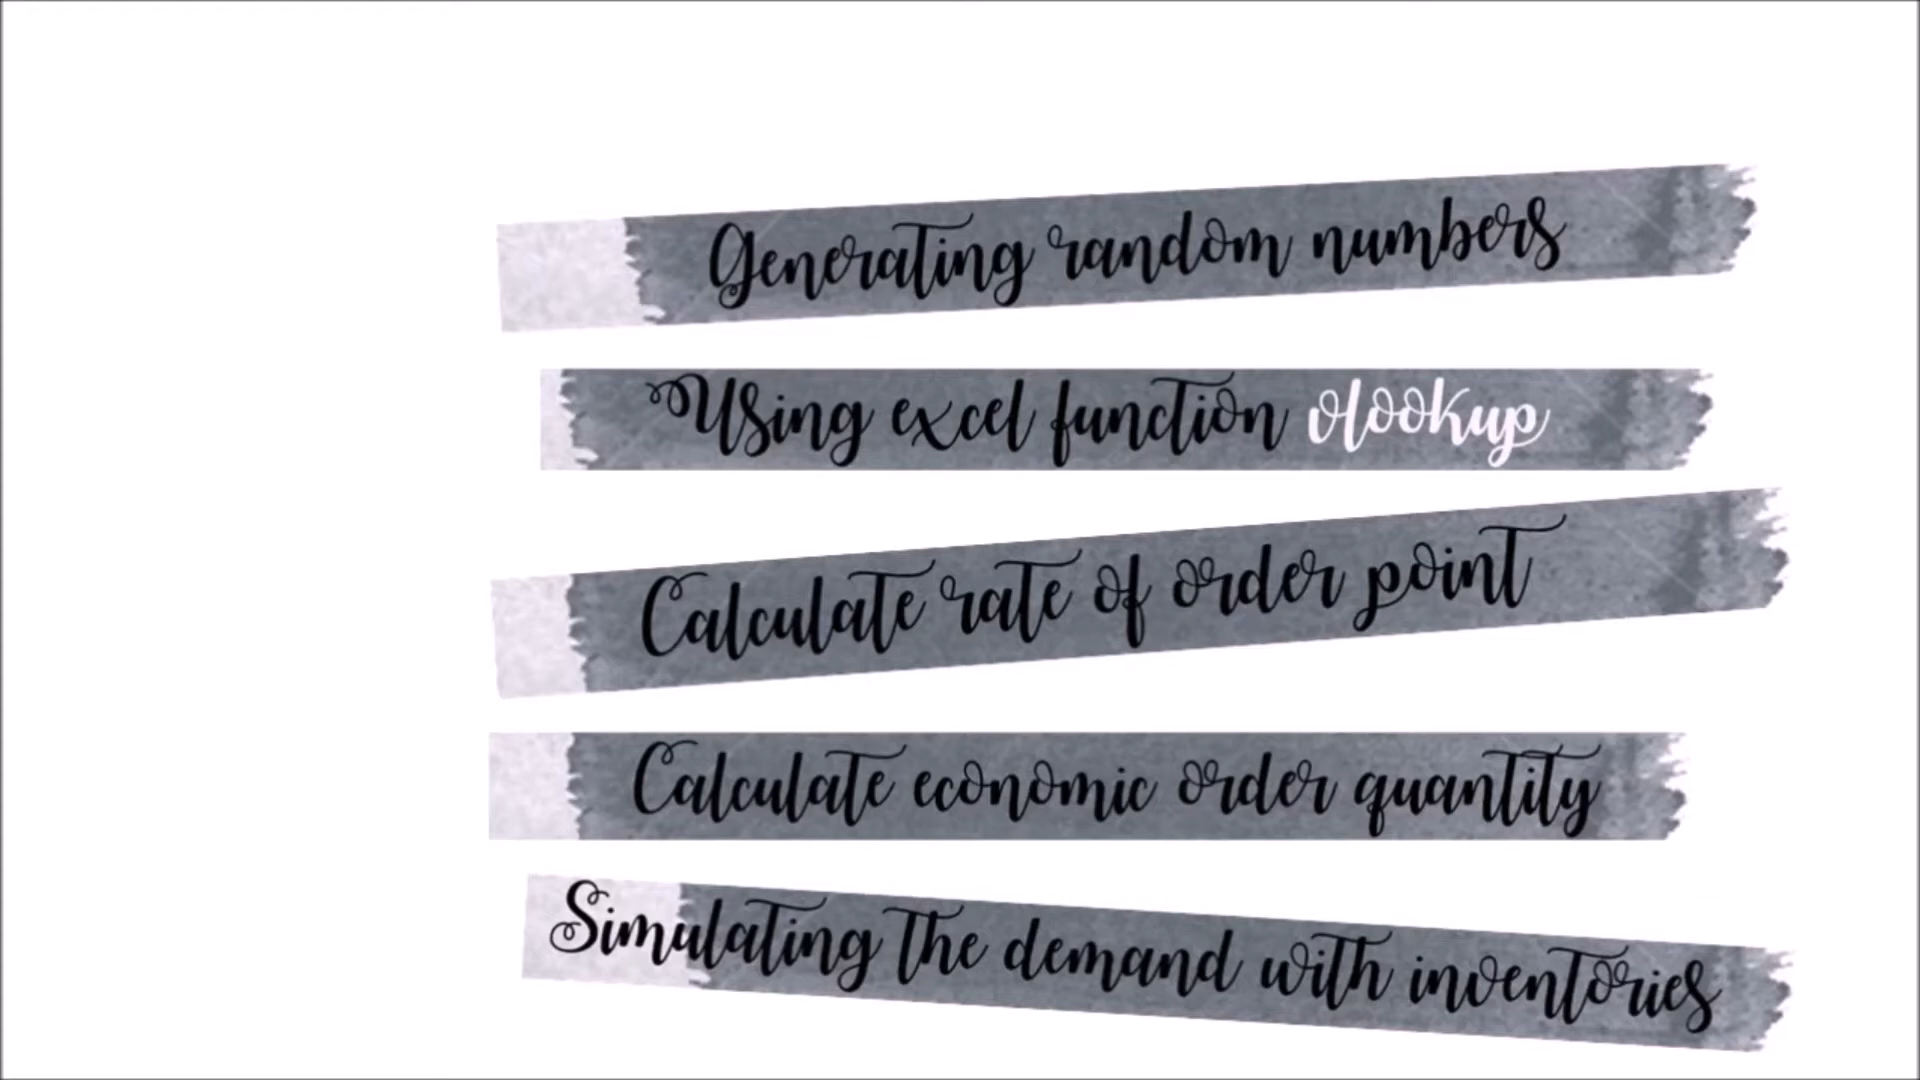 Generating random numbers
Using excel function vlookup
Calculate rate of order point
Calculate economic order quantity
Simulating the demand with inventories